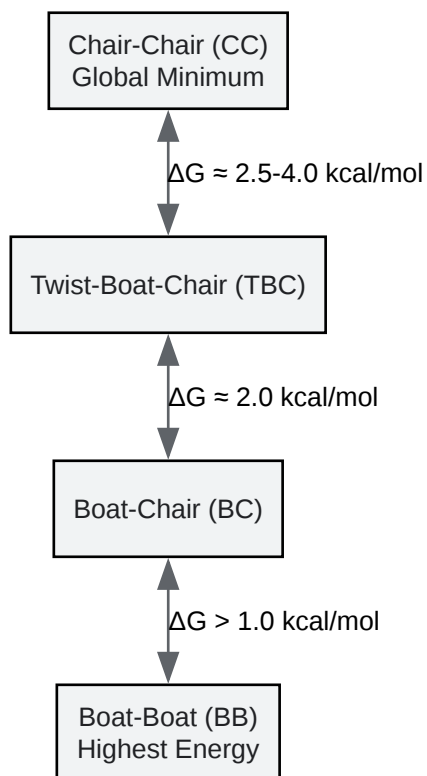 Chair-Chair (CC)
Global Minimum
ΔG ≈ 2.5-4.0 kcal/mol
Twist-Boat-Chair (TBC)
ΔG ≈ 2.0 kcal/mol
Boat-Chair (BC)
ΔG > 1.0 kcal/mol
Boat-Boat (BB)
Highest Energy